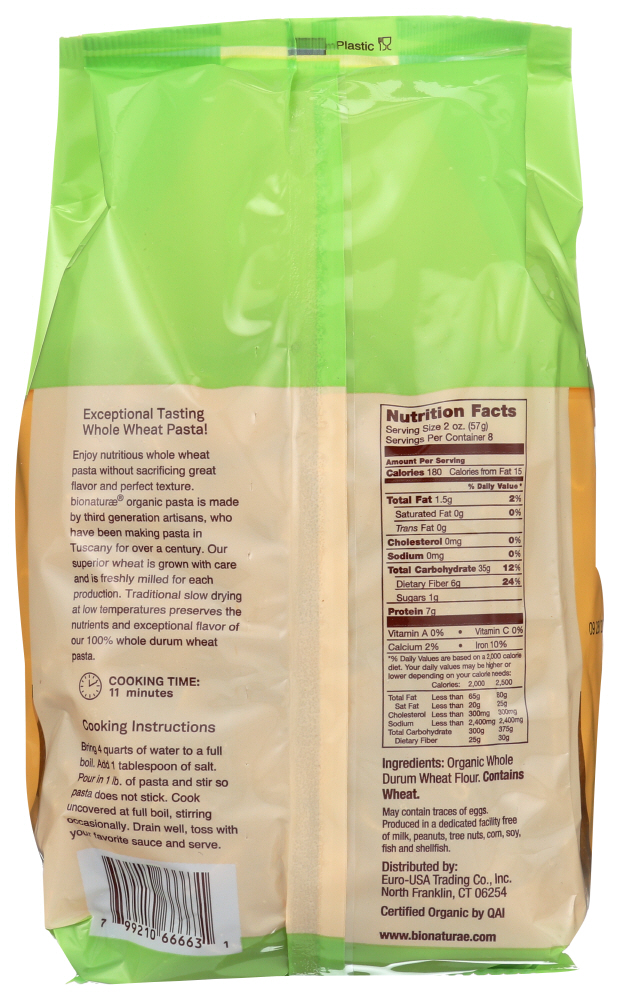 Plastic
Exceptional Tasting
Whole Wheat Pasta!
Enjoy nutritious whole wheat
pasta without sacrificing great
flavor and perfect texture.
bionaturæ® organic pasta is made
by third generation artisans, who
have been making pasta in
Tuscany for over a century. Our
superior wheat is grown with care
and is freshly milled for each
production. Traditional slow drying
at low temperatures preserves the
nutrients and exceptional flavor of
our 100% whole durum wheat
pasta.
COOKING TIME:
11 minutes
Cooking Instructions
Bring 4 quarts of water to a full
boil. Add 1 tablespoon of salt.
Pour in 1 lb. of pasta and stir so
pasta does not stick. Cook
uncovered at full boil, stirring
occasionally. Drain well, toss with
your favorite sauce and serve.
7 99210 66663 1
Nutrition Facts
Serving Size 2 oz. (57g)
Servings Per Container 8
Amount Per Serving
Calories 180 Calories from Fat 15
% Daily Value*
Total Fat 1.5g 2%
Saturated Fat 0g 0%
Trans Fat 0g
Cholesterol 0mg 0%
Sodium 0mg 0%
Total Carbohydrate 35g 12%
Dietary Fiber 6g 24%
Sugars 1g
Protein 7g
Vitamin A 0% • Vitamin C 0%
Calcium 2% • Iron 10%
*% Daily Values are based on a 2,000 calorie
diet. Your daily values may be higher or
lower depending on your calorie needs:
Calories: 2,000 2,500
Total Fat Less than 65g 80g
Sat Fat Less than 20g 25g
Cholesterol Less than 300mg 300mg
Sodium Less than 2,400mg 2,400mg
Total Carbohydrate 300g 375g
Dietary Fiber 25g 30g
Ingredients: Organic Whole
Durum Wheat Flour. Contains
Wheat.
May contain traces of eggs.
Produced in a dedicated facility free
of milk, peanuts, tree nuts, corn, soy,
fish and shellfish.
Distributed by:
Euro-USA Trading Co., Inc.
North Franklin, CT 06254
Certified Organic by QAI
www.bionaturae.com